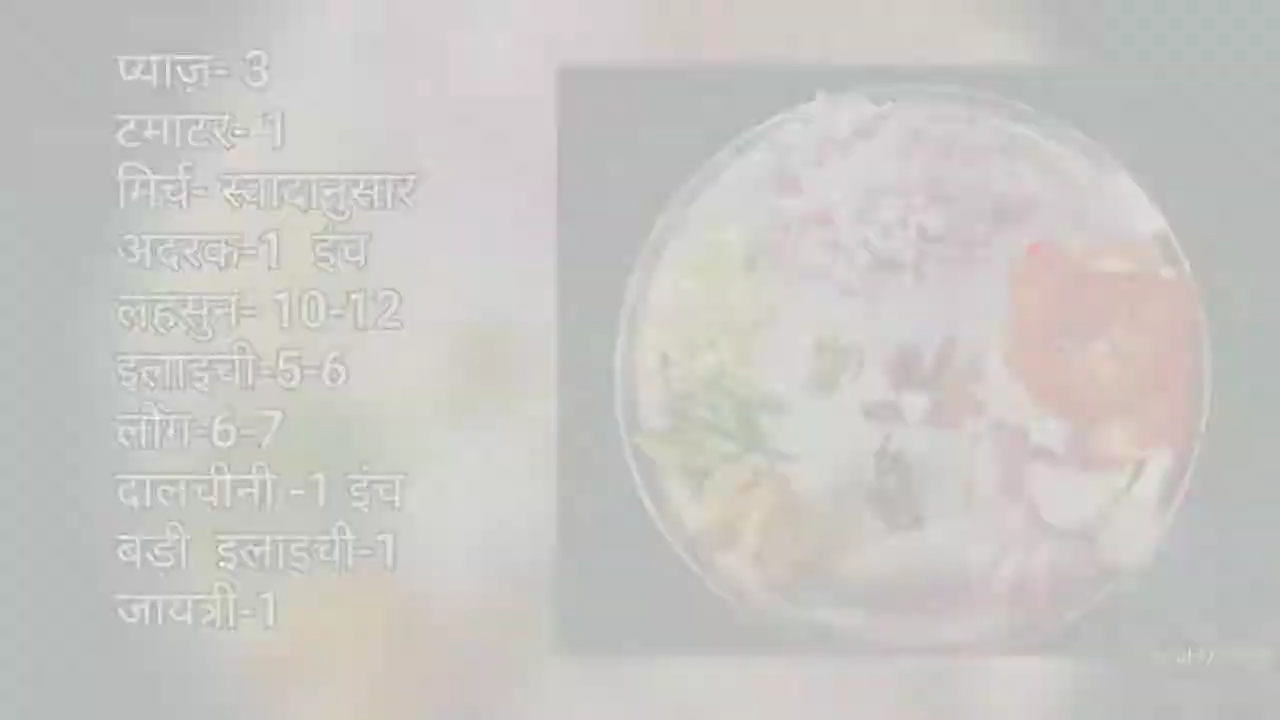 प्याज़- 3
टमाटर- 1
मिर्च- स्वादानुसार
अदरक-1 इंच
लहसुन- 10-12
इलाइची-5-6
लोंग-6-7
दालचीनी -1 इंच
बड़ी इलाइची-1
जायत्री-1